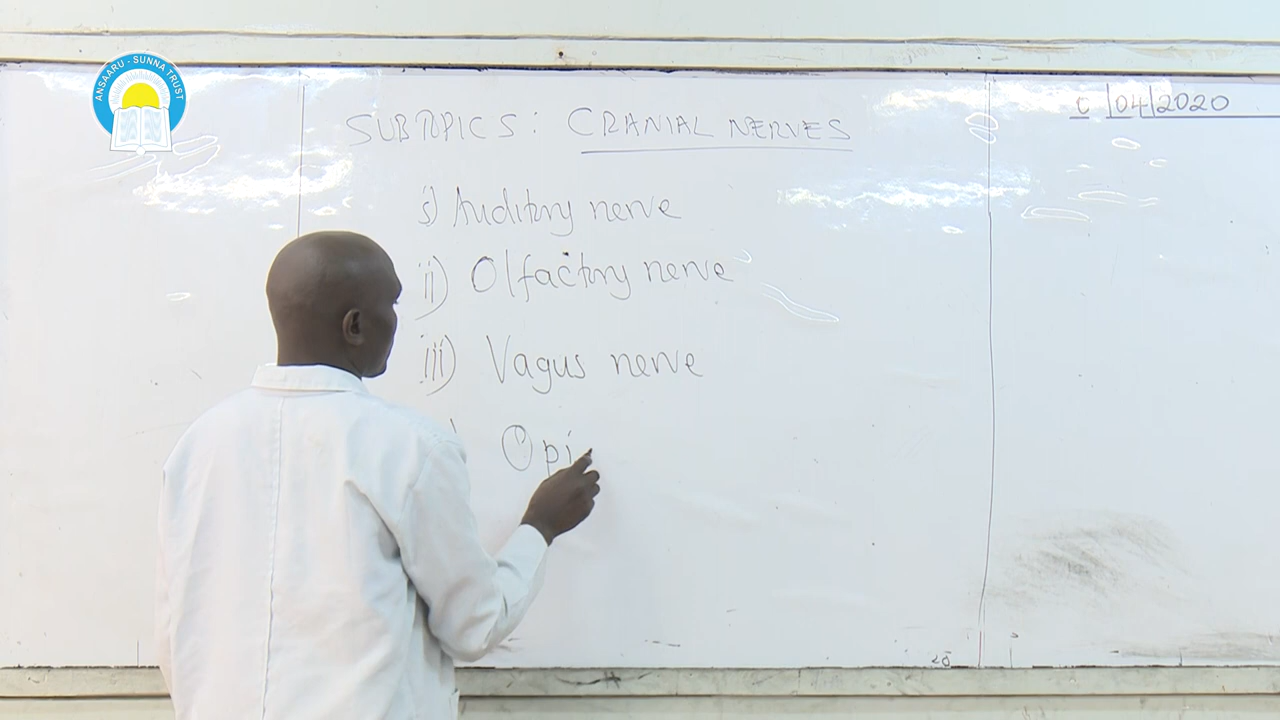 ANSAARU - SUNNA TRUST
/04/2020
SUBTOPICS: CRANIAL NERVES
i) Auditory nerve
ii) Olfactory nerve
iii) Vagus nerve
Opi